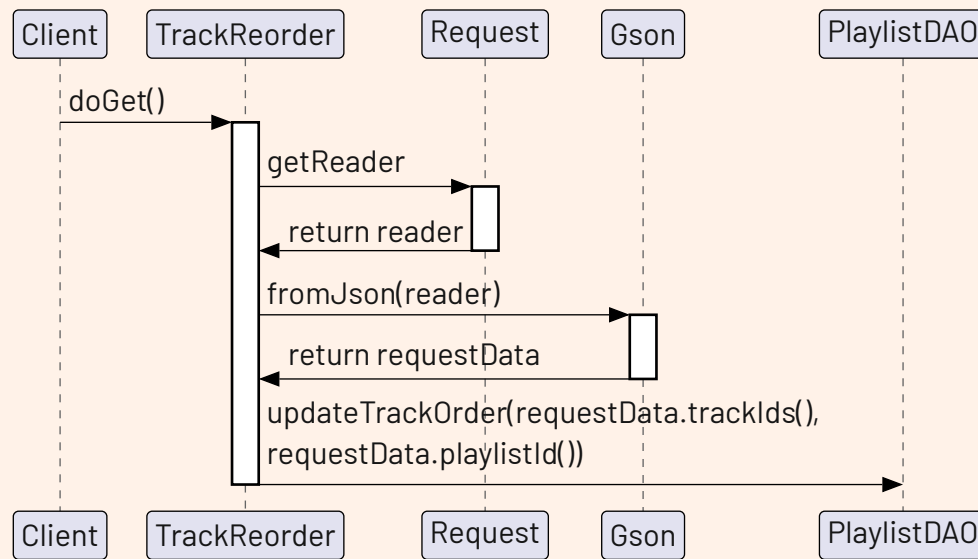 Client TrackReorder Request Gson PlaylistDAO
doGet()
getReader
return reader
fromJson(reader)
return requestData
updateTrackOrder(requestData.trackIds(),
requestData.playlistId())
Client TrackReorder Request Gson PlaylistDAO